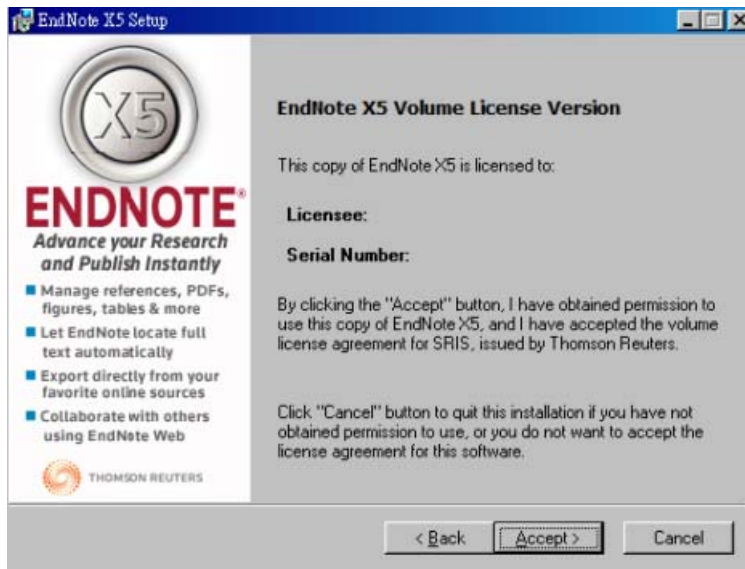 EndNote X5 Setup
X5
ENDNOTE®
Advance your Research
and Publish Instantly
Manage references, PDFs,
figures, tables & more
Let EndNote locate full
text automatically
Export directly from your
favorite online sources
Collaborate with others
using EndNote Web
THOMSON REUTERS
EndNote X5 Volume License Version
This copy of EndNote X5 is licensed to:
Licensee:
Serial Number:
By clicking the "Accept" button, I have obtained permission to
use this copy of EndNote X5, and I have accepted the volume
license agreement for SRIS, issued by Thomson Reuters.
Click "Cancel" button to quit this installation if you have not
obtained permission to use, or you do not want to accept the
license agreement for this software.
< Back Accept > Cancel